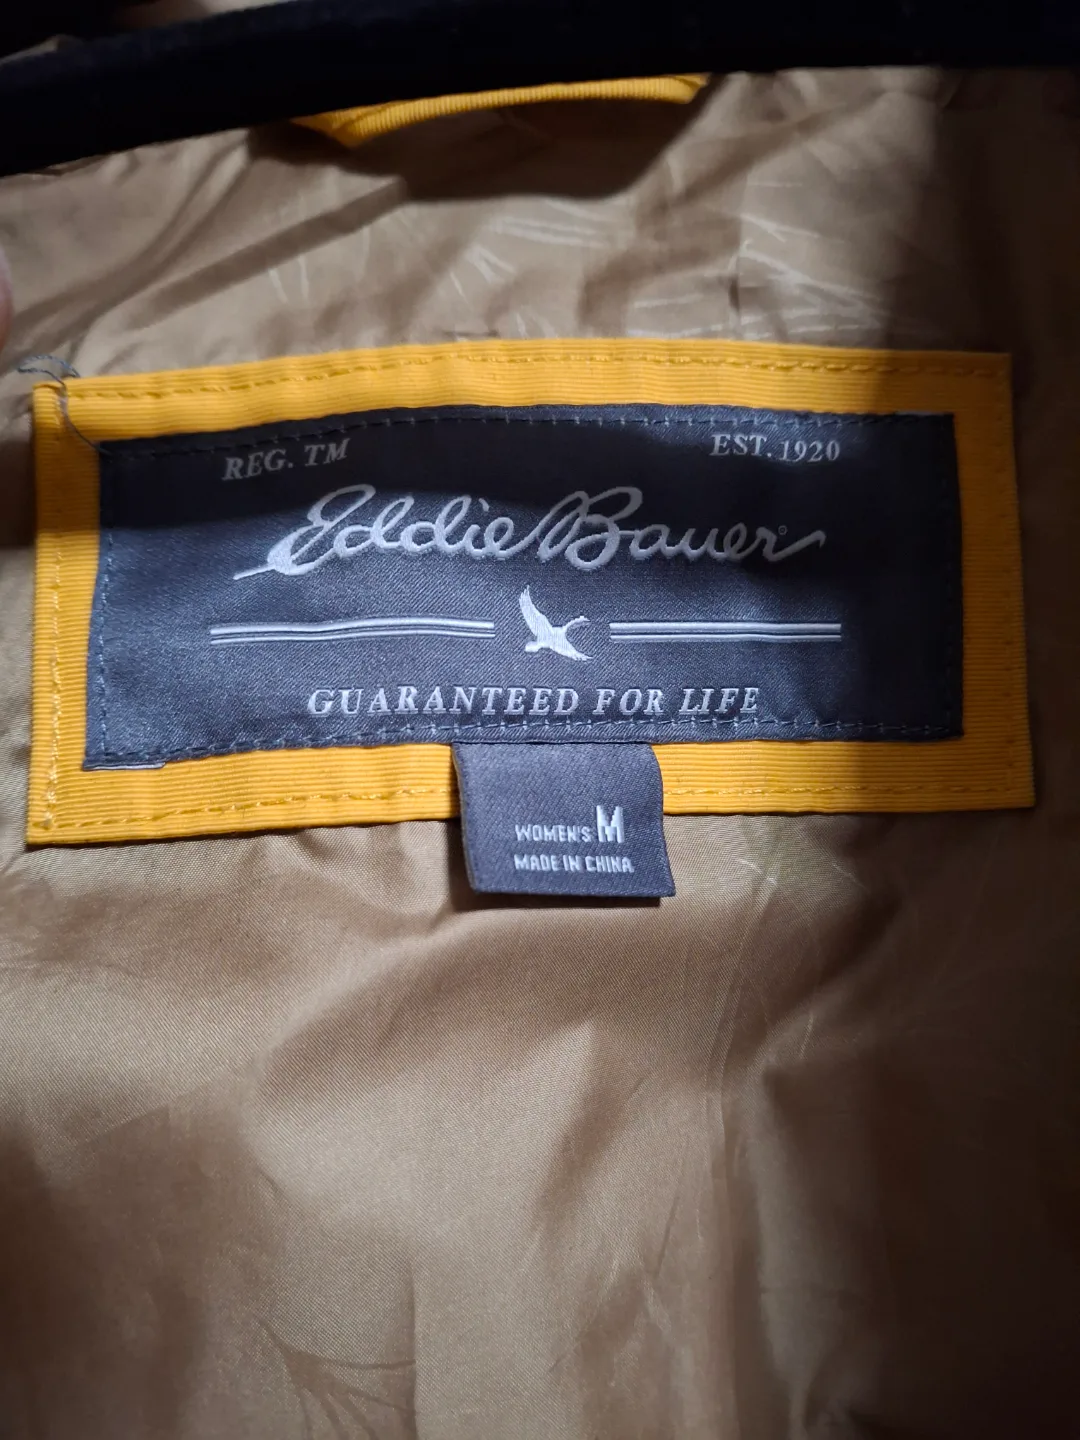 REG. TM EST. 1920
Eddie Bauer®
GUARANTEED FOR LIFE
WOMEN'S M
MADE IN CHINA